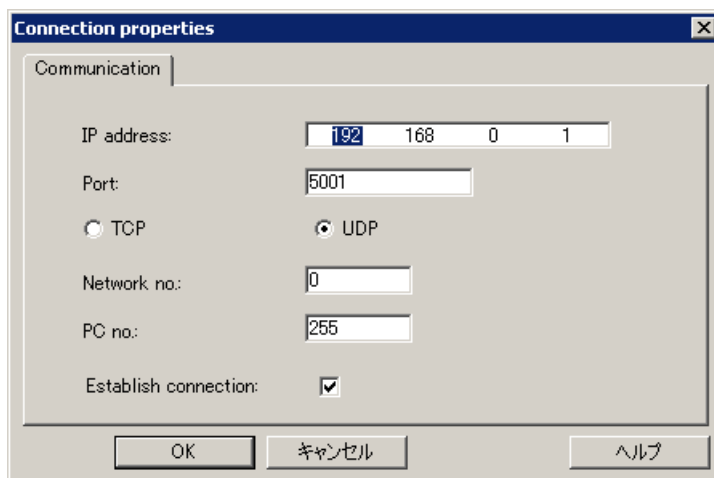 Connection properties
Communication
IP address: 192 168 0 1
Port: 5001
TCP UDP
Network no.: 0
PC no.: 255
Establish connection:
OK キャンセル ヘルプ